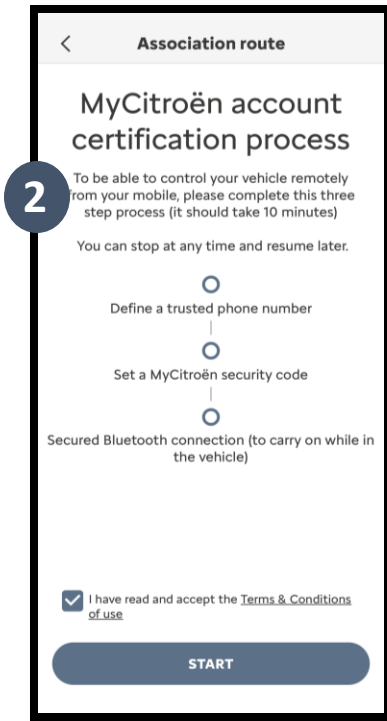 Association route
MyCitroën account
certification process
2
To be able to control your vehicle remotely
from your mobile, please complete this three
step process (it should take 10 minutes)
You can stop at any time and resume later.
Define a trusted phone number
Set a MyCitroën security code
Secured Bluetooth connection (to carry on while in
the vehicle)
I have read and accept the Terms & Conditions
of use
START